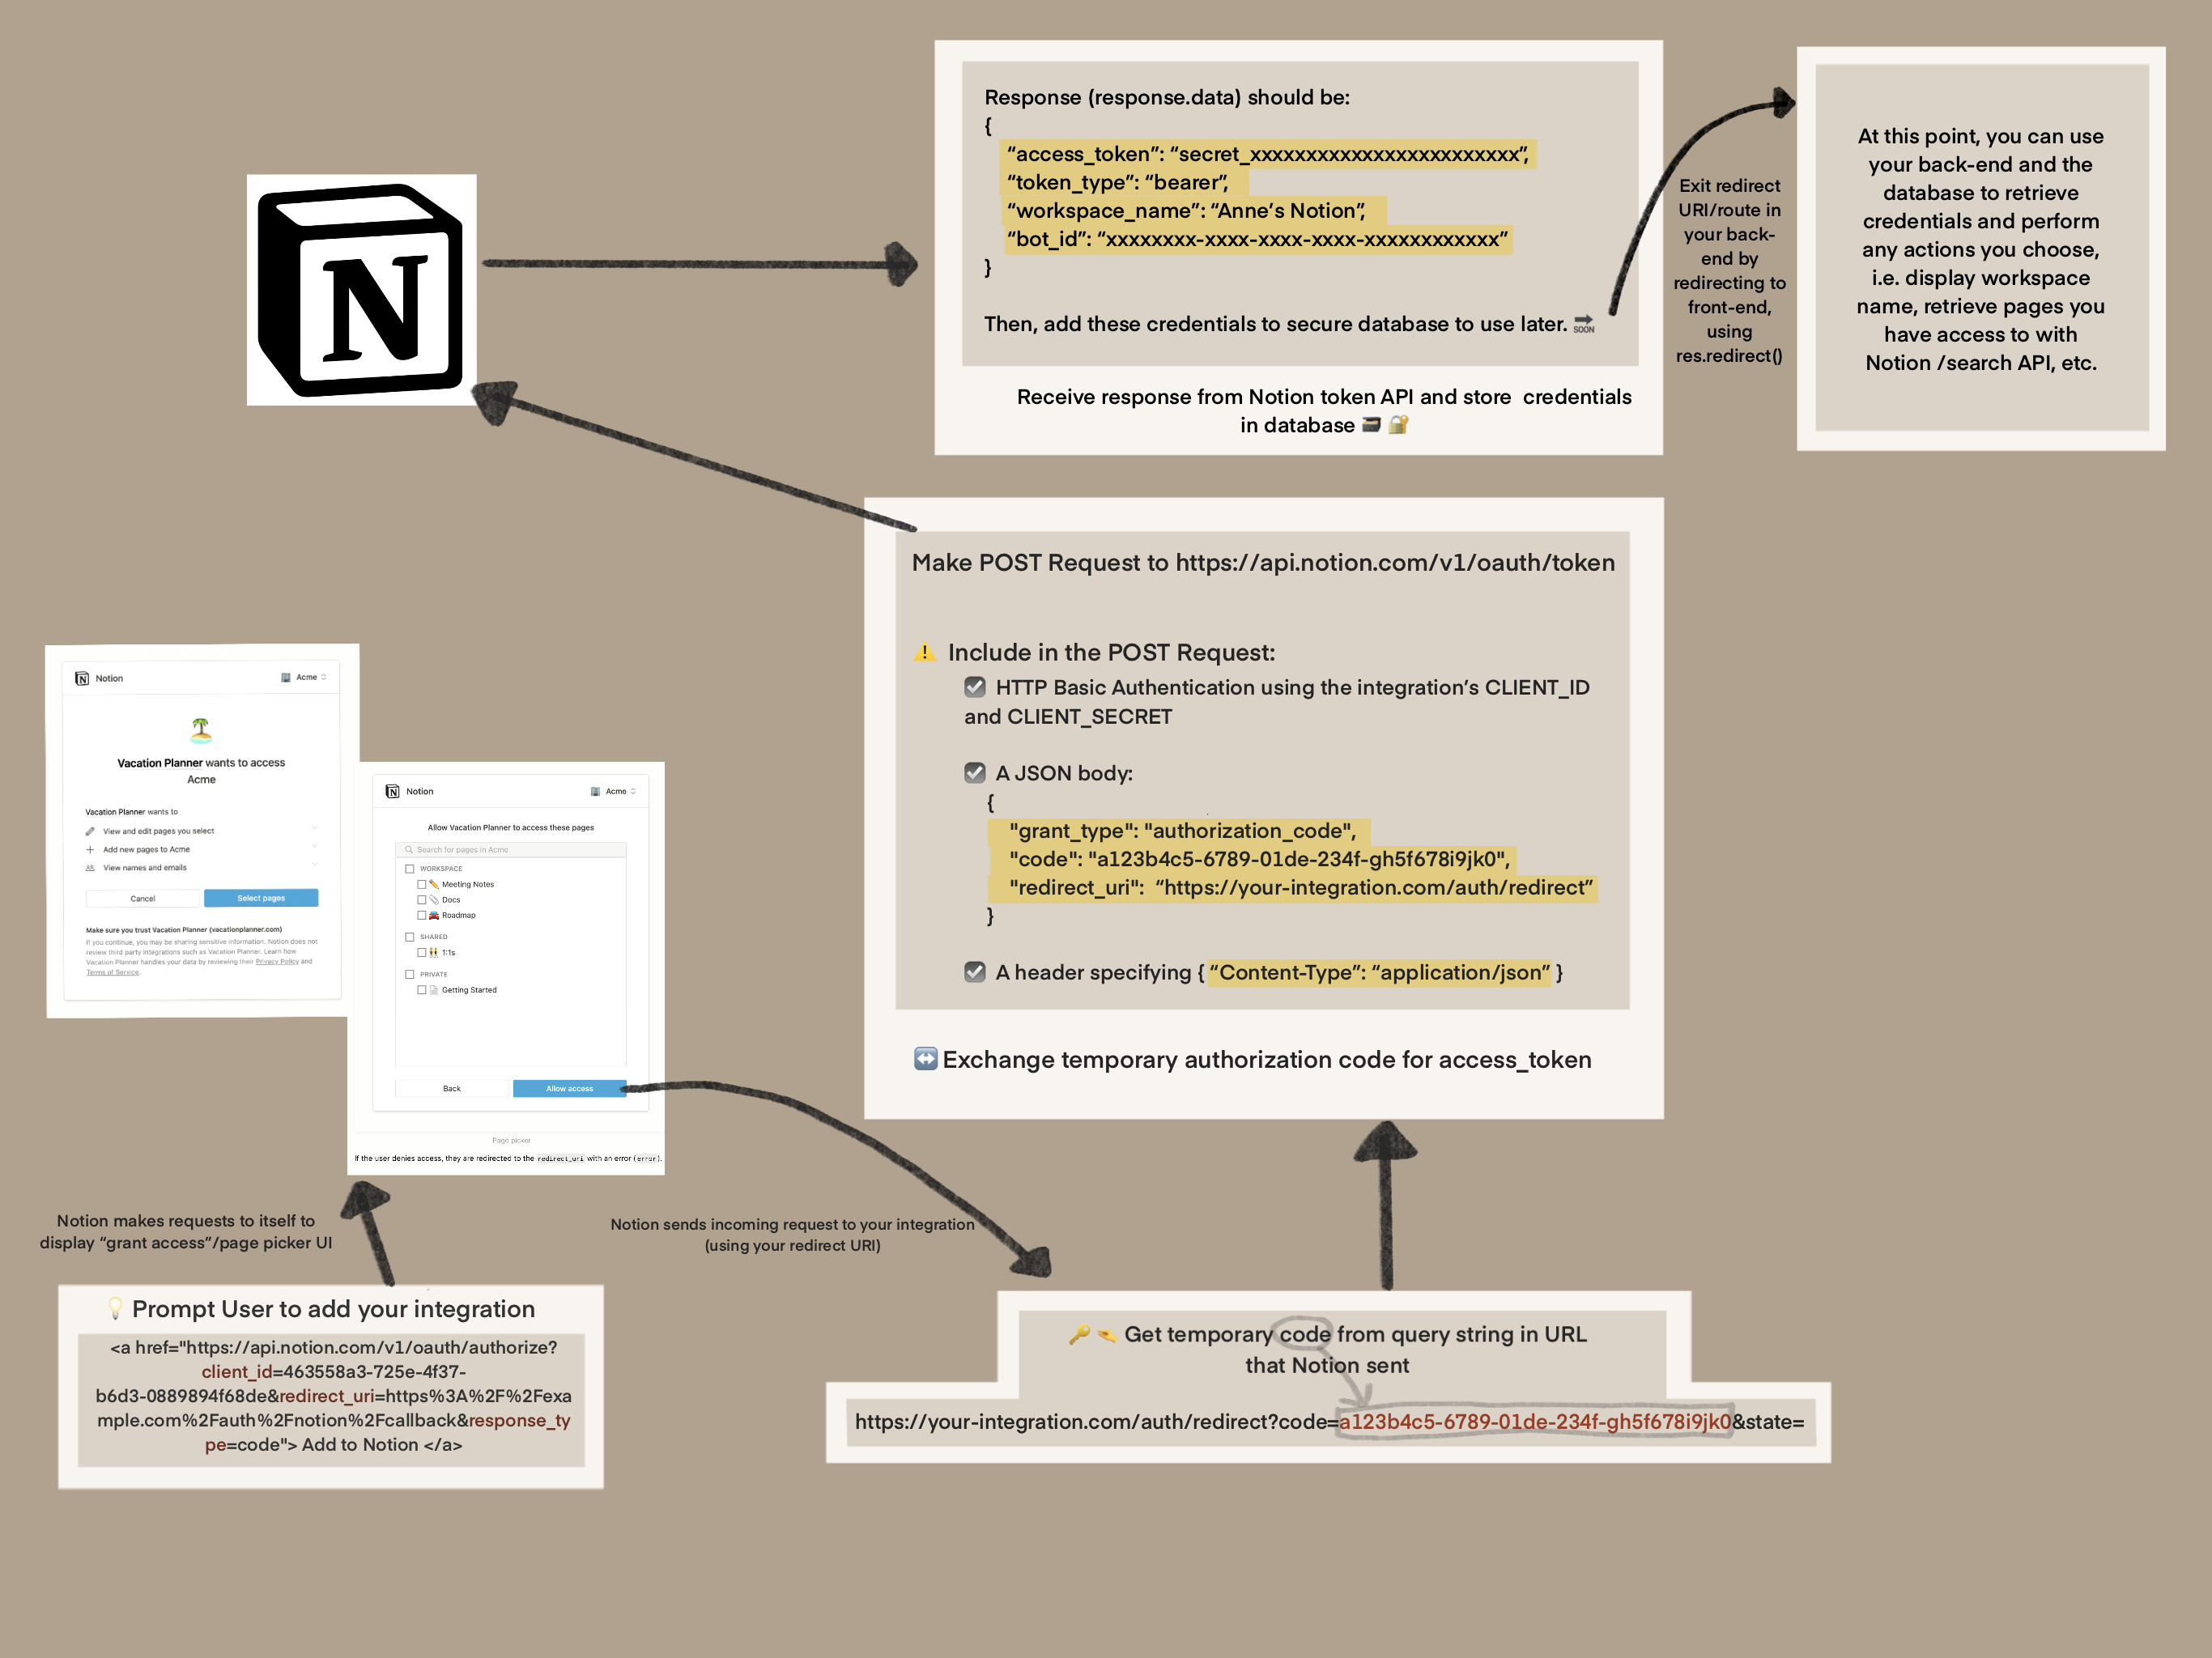 Response (response.data) should be:
{
“access_token”: “secret_xxxxxxxxxxxxxxxxxxxxxxxx”,
“token_type”: “bearer”,
“workspace_name”: “Anne’s Notion”,
“bot_id”: “xxxxxxxx-xxxx-xxxx-xxxx-xxxxxxxxxxxx”
}
Then, add these credentials to secure database to use later.
SOON
Receive response from Notion token API and store credentials
in database
Exit redirect
URI/route in
your back-
end by
redirecting to
front-end,
using
res.redirect()
At this point, you can use
your back-end and the
database to retrieve
credentials and perform
any actions you choose,
i.e. display workspace
name, retrieve pages you
have access to with
Notion /search API, etc.
N
Make POST Request to https://api.notion.com/v1/oauth/token
Include in the POST Request:
HTTP Basic Authentication using the integration’s CLIENT_ID
and CLIENT_SECRET
A JSON body:
{
"grant_type": "authorization_code",
"code": "a123b4c5-6789-01de-234f-gh5f678i9jk0",
"redirect_uri": “https://your-integration.com/auth/redirect”
}
A header specifying { “Content-Type”: “application/json” }
Exchange temporary authorization code for access_token
Notion
Acme
Vacation Planner wants to access
Acme
Vacation Planner wants to
View and edit pages you select
Add new pages to Acme
View names and emails
Cancel
Select pages
Make sure you trust Vacation Planner (vacationplanner.com)
If you continue, you may be sharing sensitive information. Notion does not
review third party integrations such as Vacation Planner. Learn how
Vacation Planner handles your data by reviewing their Privacy Policy and
Terms of Service.
Notion
Acme
Allow Vacation Planner to access these pages
Search for pages in Acme
WORKSPACE
Meeting Notes
Docs
Roadmap
SHARED
1:1s
PRIVATE
Getting Started
Back
Allow access
Page picker
If the user denies access, they are redirected to the redirect_uri with an error (error).
Notion makes requests to itself to
display “grant access”/page picker UI
Notion sends incoming request to your integration
(using your redirect URI)
Prompt User to add your integration
<a href="https://api.notion.com/v1/oauth/authorize?
client_id=463558a3-725e-4f37-
b6d3-0889894f68de&redirect_uri=https%3A%2F%2Fexa
mple.com%2Fauth%2Fnotion%2Fcallback&response_ty
pe=code"> Add to Notion </a>
Get temporary code from query string in URL
that Notion sent
https://your-integration.com/auth/redirect?code=a123b4c5-6789-01de-234f-gh5f678i9jk0&state=